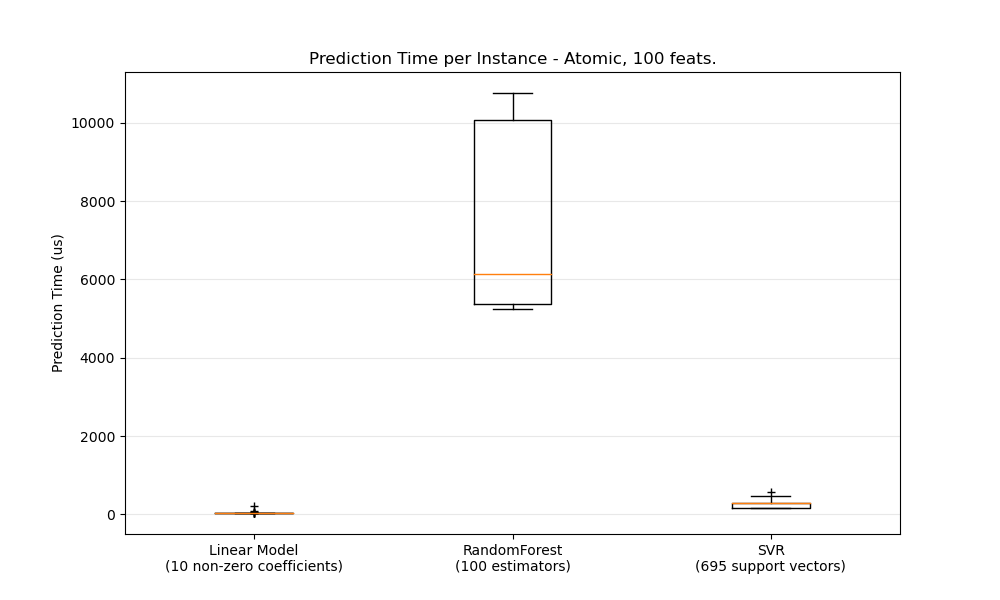 Prediction Time per Instance - Atomic, 100 feats.
Prediction Time (us)
10000
8000
6000
4000
2000
0
Linear Model
(10 non-zero coefficients)
RandomForest
(100 estimators)
SVR
(695 support vectors)